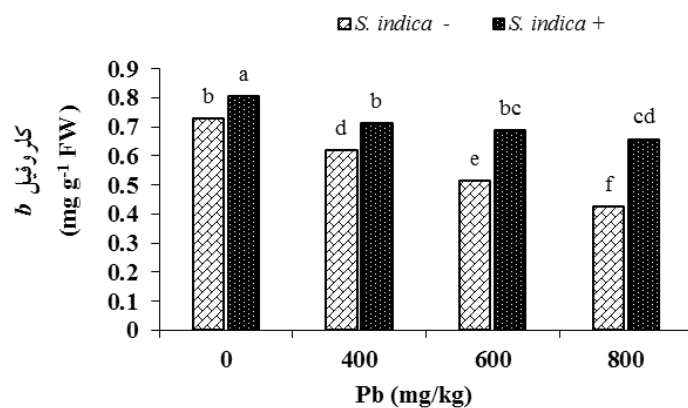 S. indica - S. indica +
کلروفیل b
(mg g-1 FW)
0.9
0.8
0.7
0.6
0.5
0.4
0.3
0.2
0.1
0
b a d b e bc f cd
0 400 600 800
Pb (mg/kg)